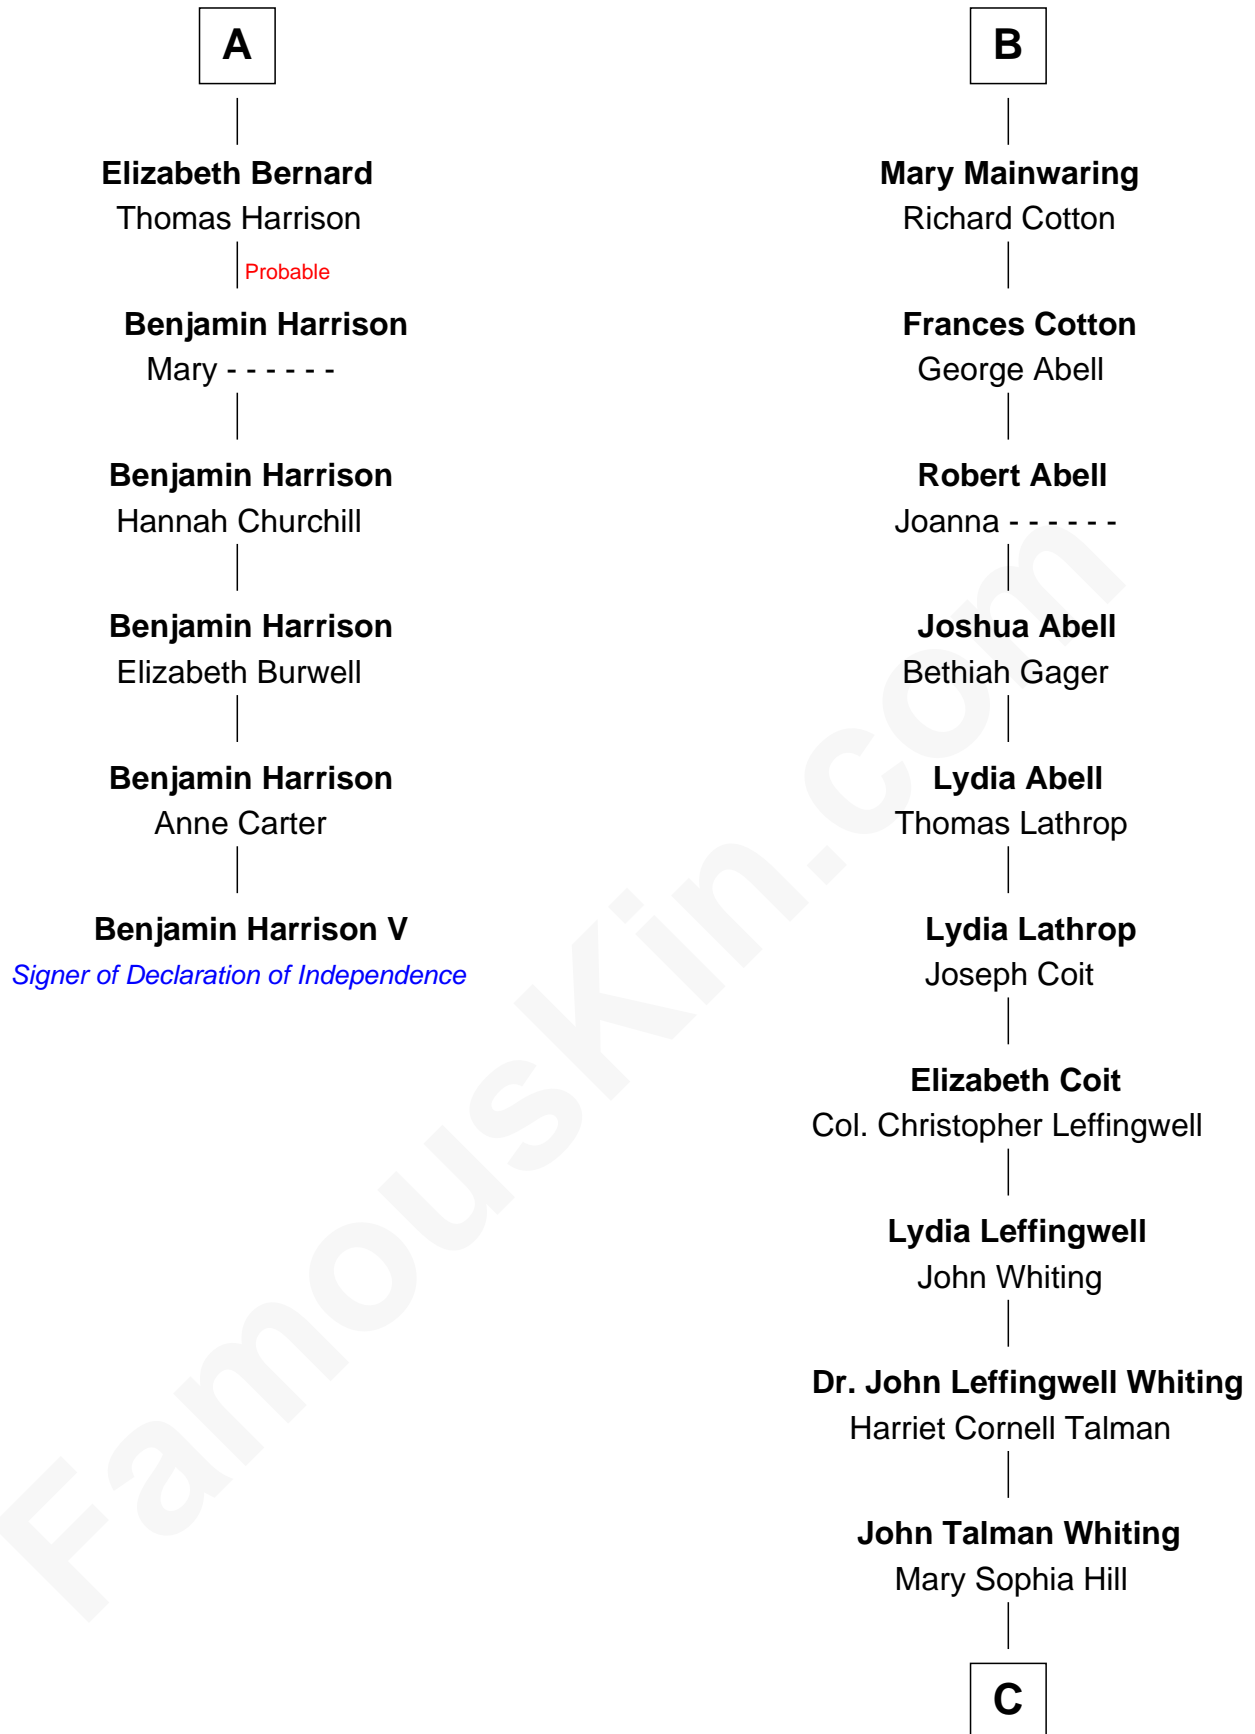 A
Elizabeth Bernard
Thomas Harrison
Probable
Benjamin Harrison
Mary - - - - - -
Benjamin Harrison
Hannah Churchill
Benjamin Harrison
Elizabeth Burwell
Benjamin Harrison
Anne Carter
Benjamin Harrison V
Signer of Declaration of Independence
B
Mary Mainwaring
Richard Cotton
Frances Cotton
George Abell
Robert Abell
Joanna - - - - - -
Joshua Abell
Bethiah Gager
Lydia Abell
Thomas Lathrop
Lydia Lathrop
Joseph Coit
Elizabeth Coit
Col. Christopher Leffingwell
Lydia Leffingwell
John Whiting
Dr. John Leffingwell Whiting
Harriet Cornell Talman
John Talman Whiting
Mary Sophia Hill
C
FamousKin.com